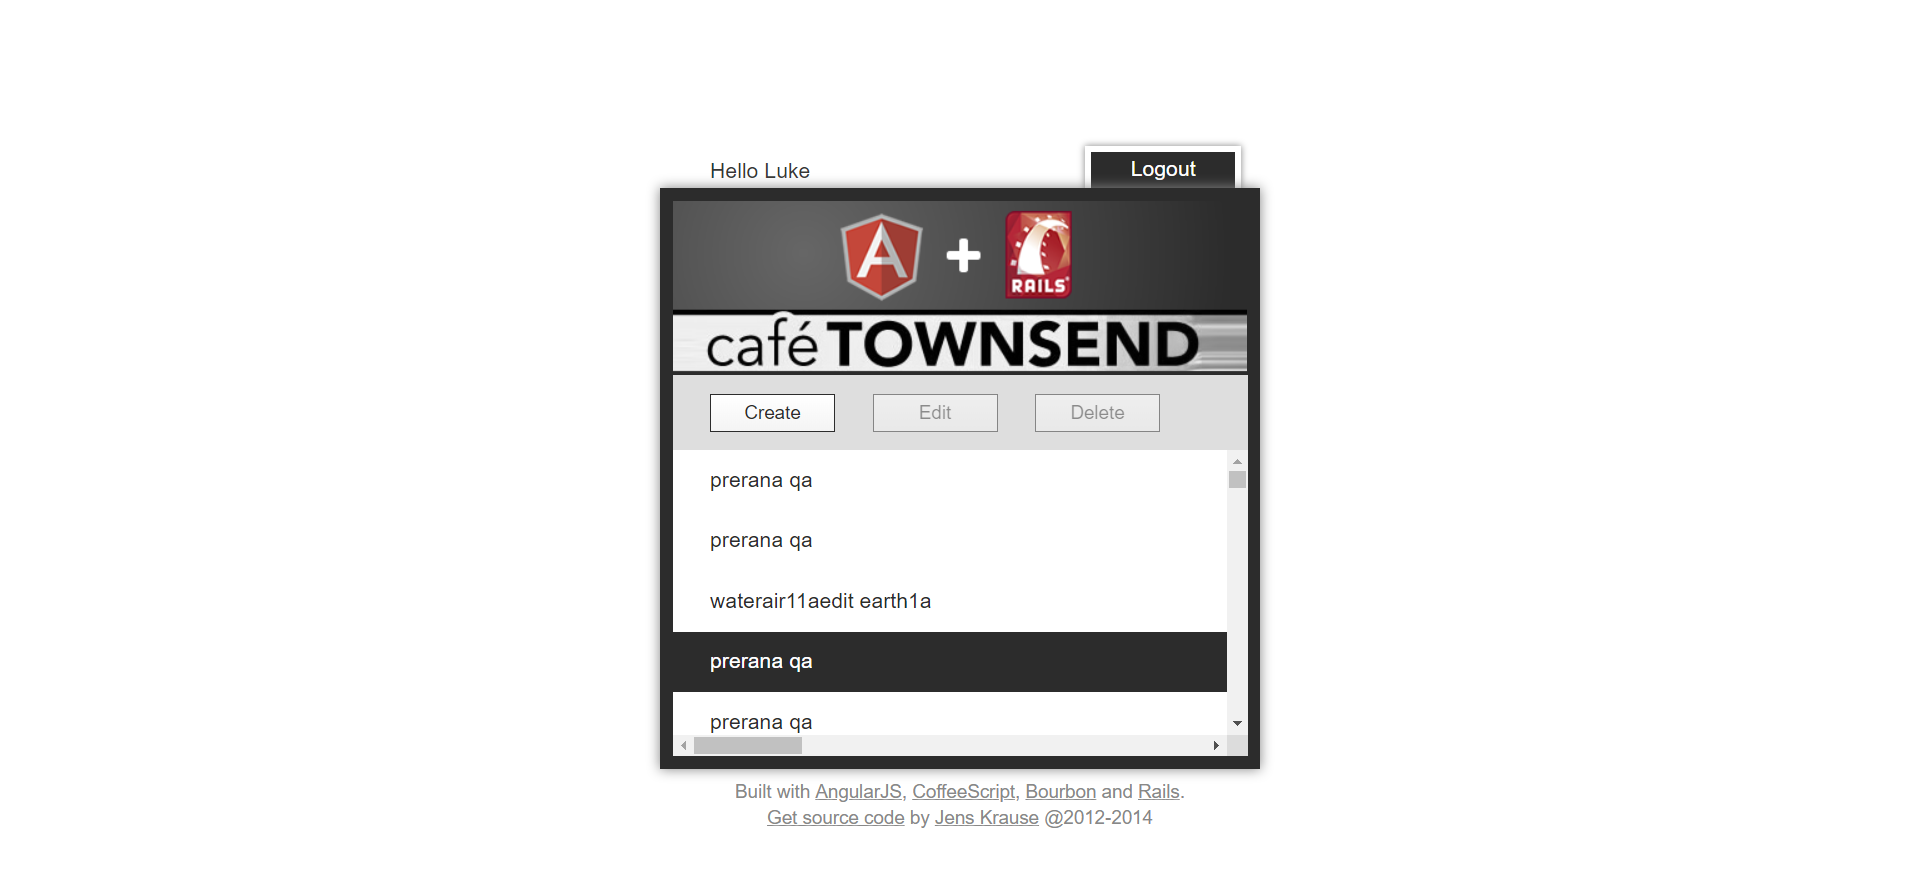 Hello Luke
Logout
A
RAILS
café TOWNSEND
Create
Edit
Delete
prerana qa
prerana qa
waterair11aedit earth1a
prerana qa
prerana qa
Built with AngularJS, CoffeeScript, Bourbon and Rails.
Get source code by Jens Krause @2012-2014